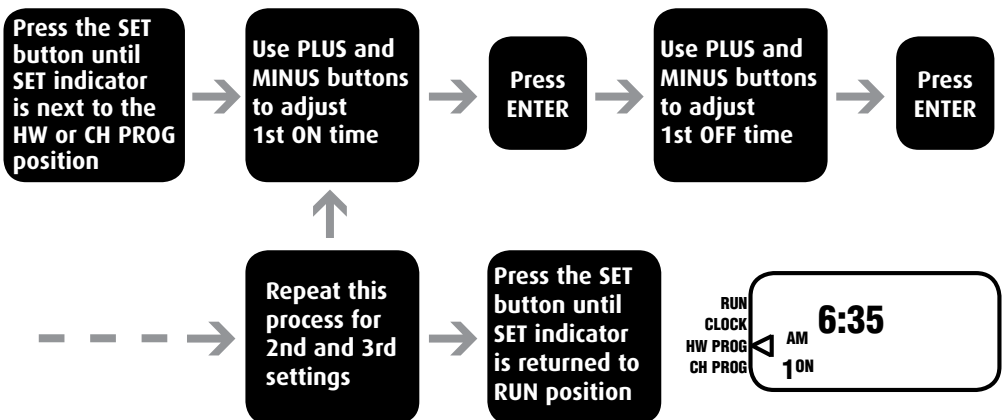 Press the SET
button until
SET indicator
is next to the
HW or CH PROG
position
Use PLUS and
MINUS buttons
to adjust
1st ON time
Press
ENTER
Use PLUS and
MINUS buttons
to adjust
1st OFF time
Press
ENTER
Repeat this
process for
2nd and 3rd
settings
Press the SET
button until
SET indicator
is returned to
RUN position
RUN
CLOCK
HW PROG
CH PROG
6:35
AM
1 ON